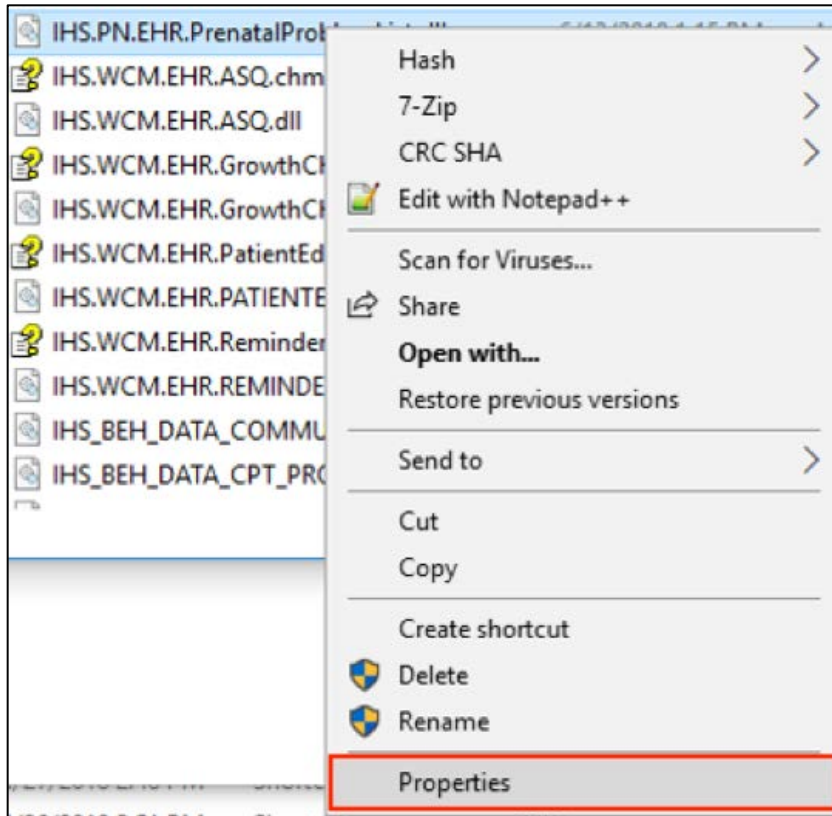 IHS.PN.EHR.PrenatalProb
IHS.WCM.EHR.ASQ.chm
IHS.WCM.EHR.ASQ.dll
IHS.WCM.EHR.GrowthCh
IHS.WCM.EHR.GrowthCh
IHS.WCM.EHR.PatientEd
IHS.WCM.EHR.PATIENTE
IHS.WCM.EHR.Reminder
IHS.WCM.EHR.REMINDE
IHS_BEH_DATA_COMMU
IHS_BEH_DATA_CPT_PRO
Hash
7-Zip
CRC SHA
Edit with Notepad++
Scan for Viruses...
Share
Open with...
Restore previous versions
Send to
Cut
Copy
Create shortcut
Delete
Rename
Properties